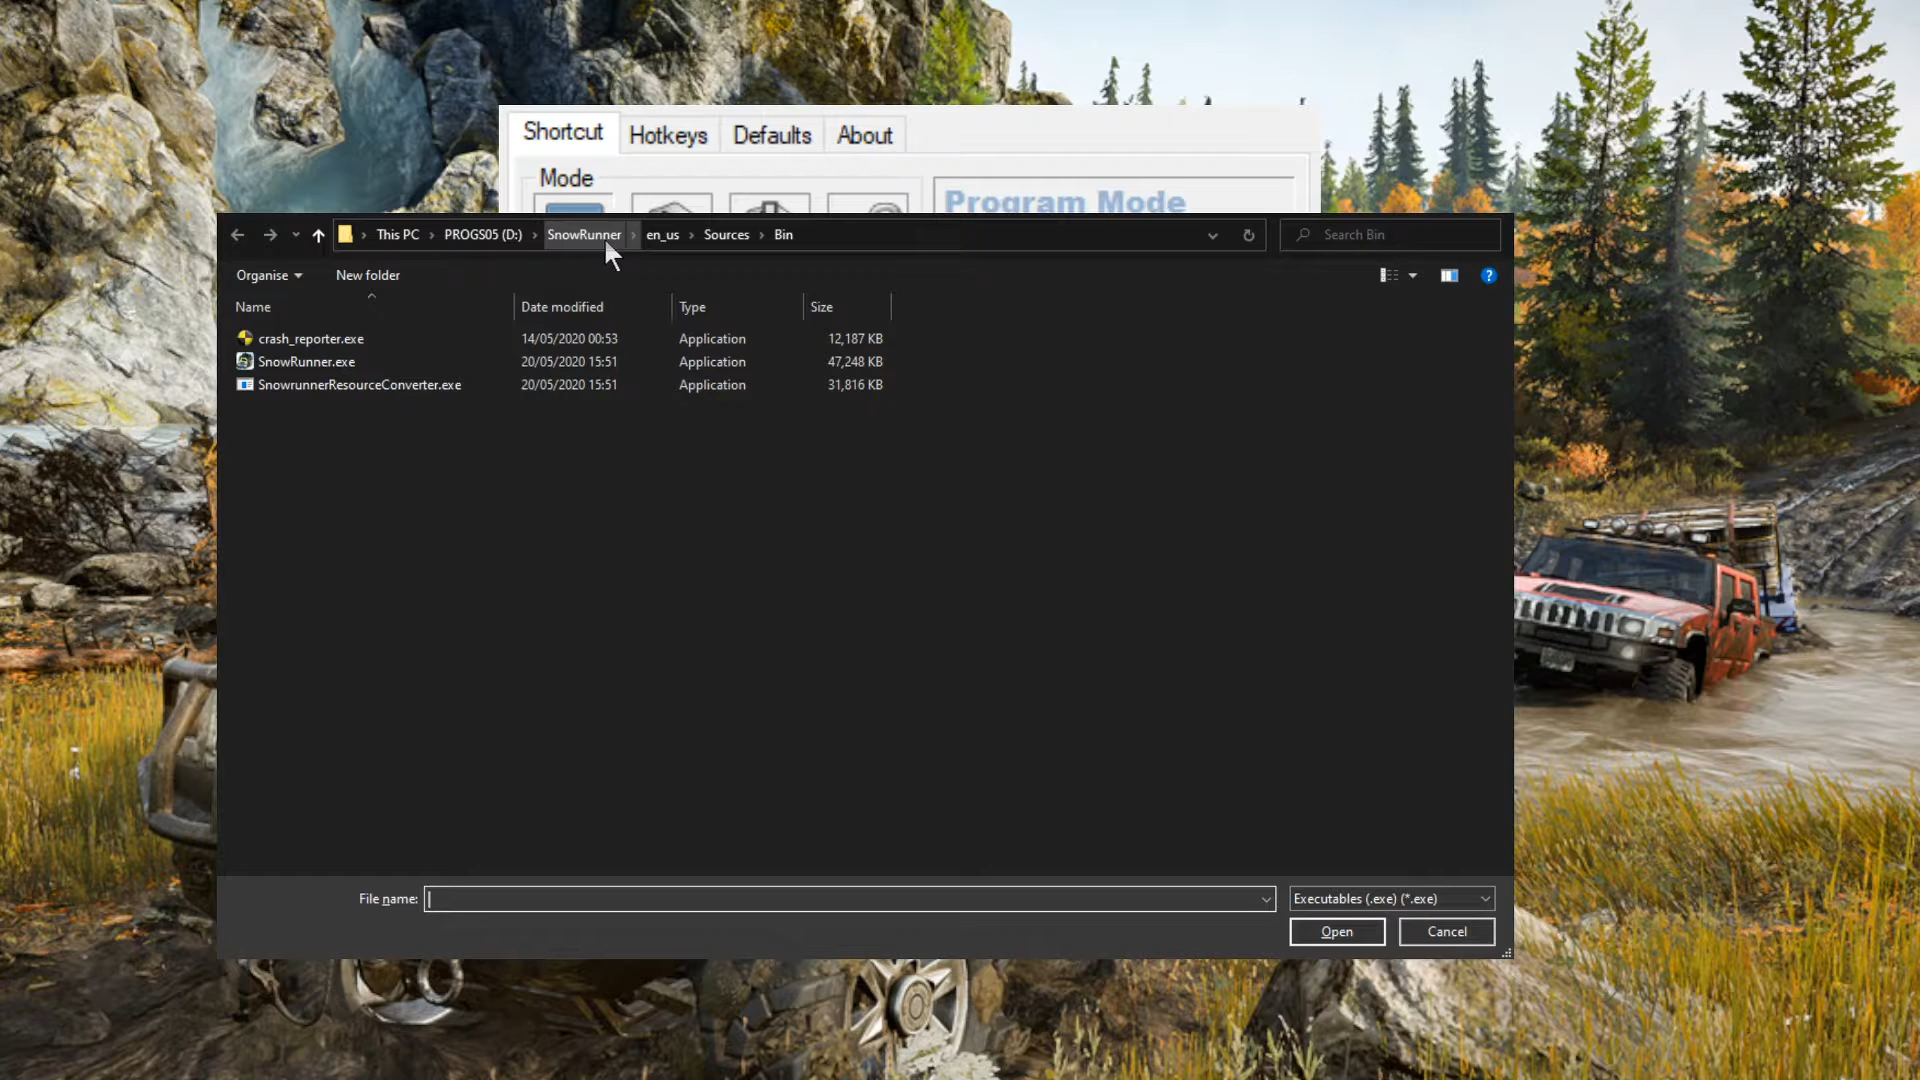 Shortcut Hotkeys Defaults About
Mode
Program Mode
This PC › PROGS05 (D:) › SnowRunner › en_us › Sources › Bin
Search Bin
Organise New folder
Name Date modified Type Size
crash_reporter.exe 14/05/2020 00:53 Application 12,187 KB
SnowRunner.exe 20/05/2020 15:51 Application 47,248 KB
SnowrunnerResourceConverter.exe 20/05/2020 15:51 Application 31,816 KB
File name: Executables (.exe) (*.exe)
Open Cancel